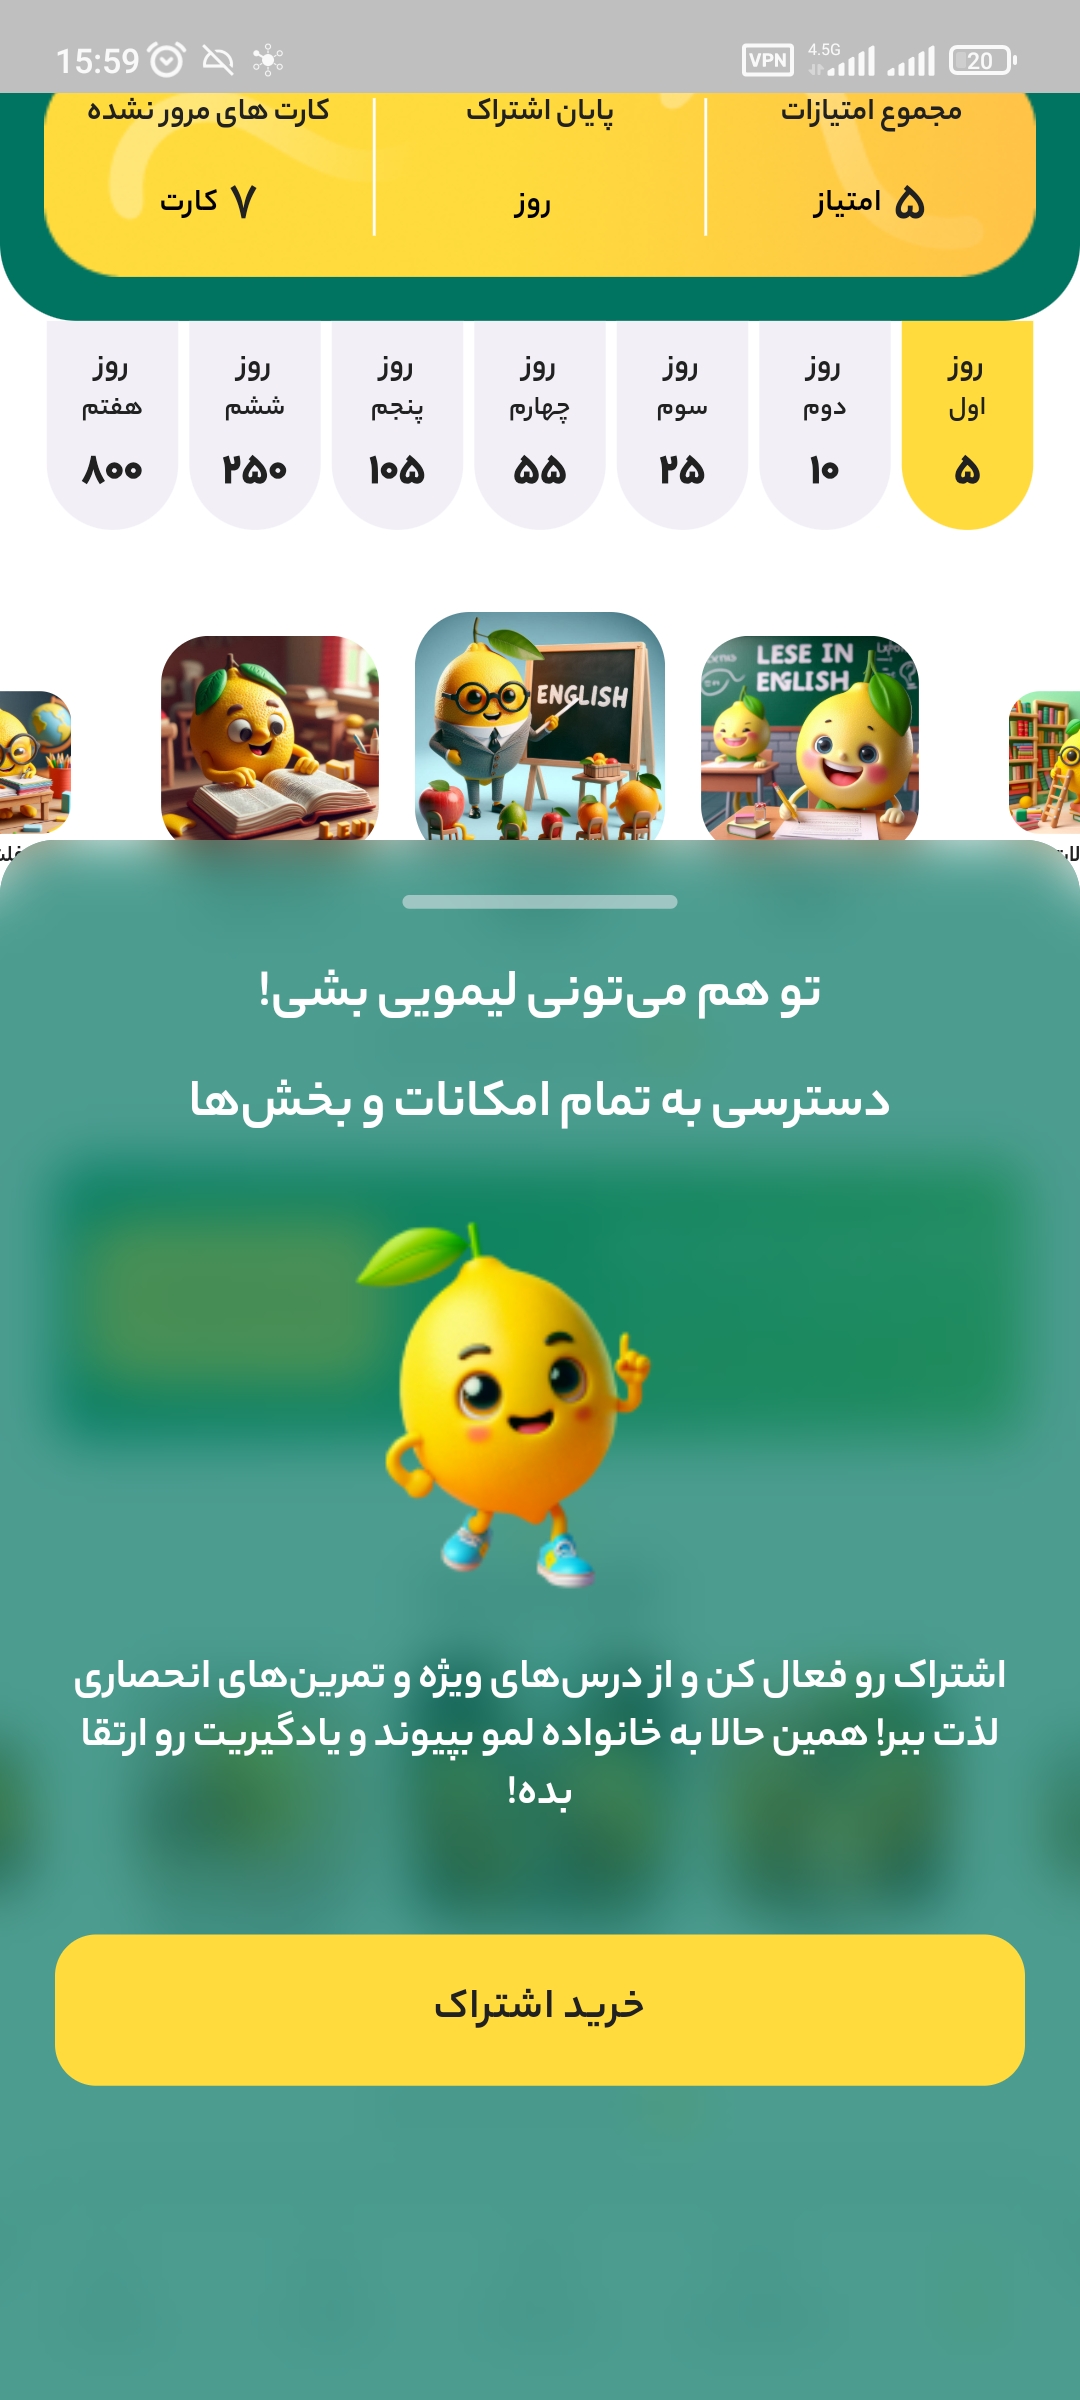 15:59
VPN 4.5G 20
مجموع امتیازات پایان اشتراک کارت های مرور نشده
۵ امتیاز روز ۷ کارت
روز روز روز روز روز روز روز
اول دوم سوم چهارم پنجم ششم هفتم
۵ ۱۰ ۲۵ ۵۵ ۱۰۵ ۲۵۰ ۸۰۰
ENGLISH
LESE IN
ENGLISH
تو هم می‌تونی لیمویی بشی!
دسترسی به تمام امکانات و بخش‌ها
اشتراک رو فعال کن و از درس‌های ویژه و تمرین‌های انحصاری
لذت ببر! همین حالا به خانواده لمو بپیوند و یادگیریت رو ارتقا
بده!
خرید اشتراک